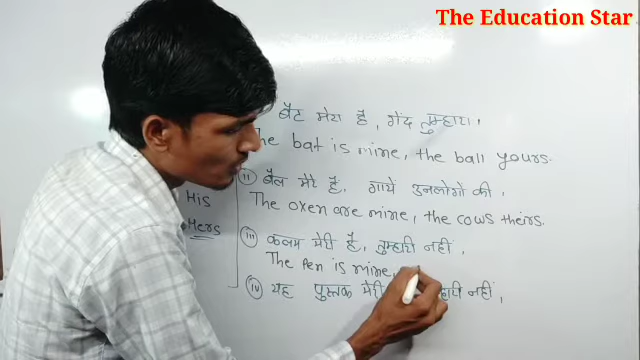 The Education Star
बैट मेरा है, गेंद तुम्हारा।
he bat is mine, the ball yours.
(ii) बैल मेरे हैं, गायें उनलोगों की।
The oxen are mine, the cows theirs.
His
Hers
(iii) कलम मेरी है, तुम्हारी नहीं।
The Pen is mine,
(iv) यह पुस्तक मेरी नहीं।